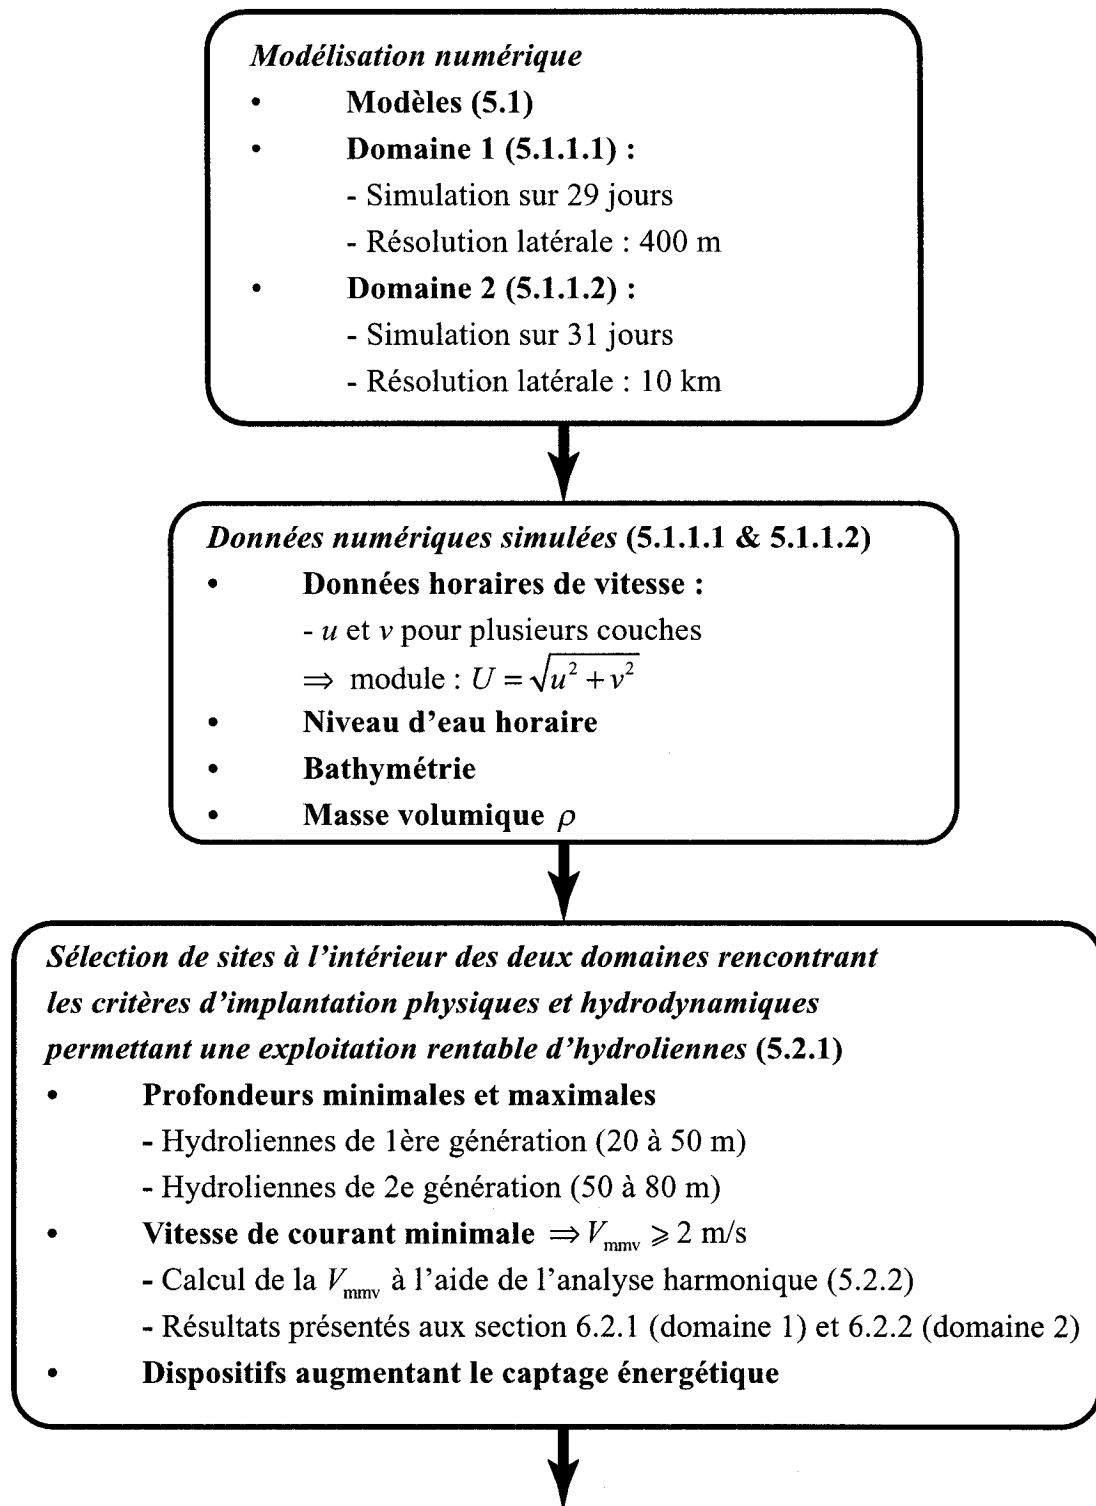 Modélisation numérique
• Modèles (5.1)
• Domaine 1 (5.1.1.1) :
- Simulation sur 29 jours
- Résolution latérale : 400 m
• Domaine 2 (5.1.1.2) :
- Simulation sur 31 jours
- Résolution latérale : 10 km
Données numériques simulées (5.1.1.1 & 5.1.1.2)
• Données horaires de vitesse :
- u et v pour plusieurs couches
⇒ module : U = √(u² + v²)
• Niveau d'eau horaire
• Bathymétrie
• Masse volumique ρ
Sélection de sites à l'intérieur des deux domaines rencontrant
les critères d'implantation physiques et hydrodynamiques
permettant une exploitation rentable d'hydroliennes (5.2.1)
• Profondeurs minimales et maximales
- Hydroliennes de 1ère génération (20 à 50 m)
- Hydroliennes de 2e génération (50 à 80 m)
• Vitesse de courant minimale ⇒ V_mmv ⩾ 2 m/s
- Calcul de la V_mmv à l'aide de l'analyse harmonique (5.2.2)
- Résultats présentés aux section 6.2.1 (domaine 1) et 6.2.2 (domaine 2)
• Dispositifs augmentant le captage énergétique